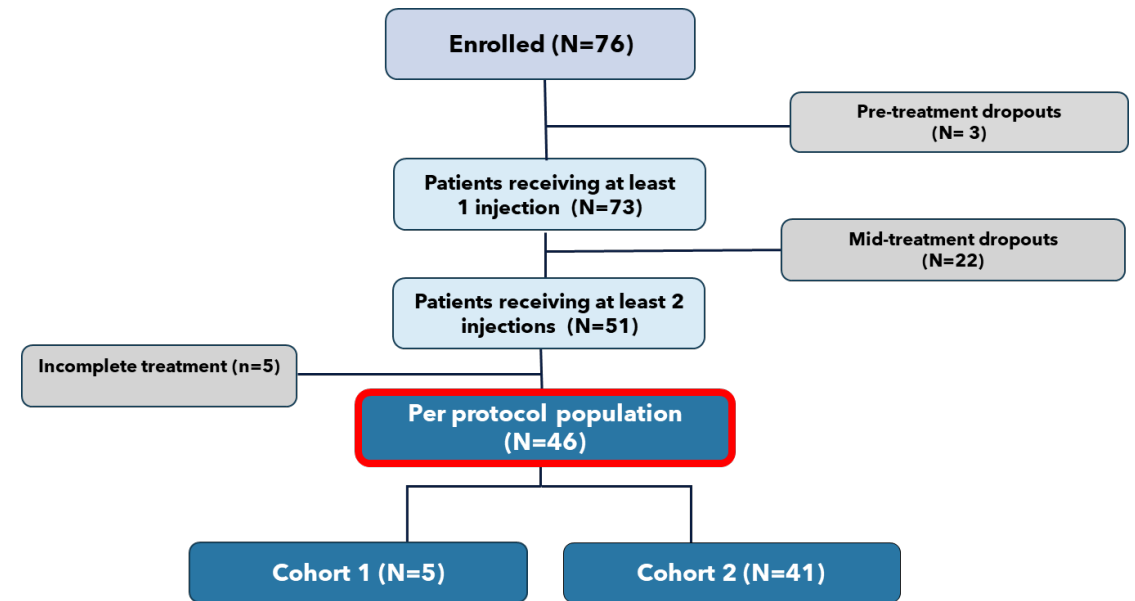 Enrolled (N=76)
Pre-treatment dropouts
(N= 3)
Patients receiving at least
1 injection  (N=73)
Mid-treatment dropouts
(N=22)
Patients receiving at least 2
injections  (N=51)
Incomplete treatment (n=5)
Per protocol population
(N=46)
Cohort 1 (N=5)
Cohort 2 (N=41)